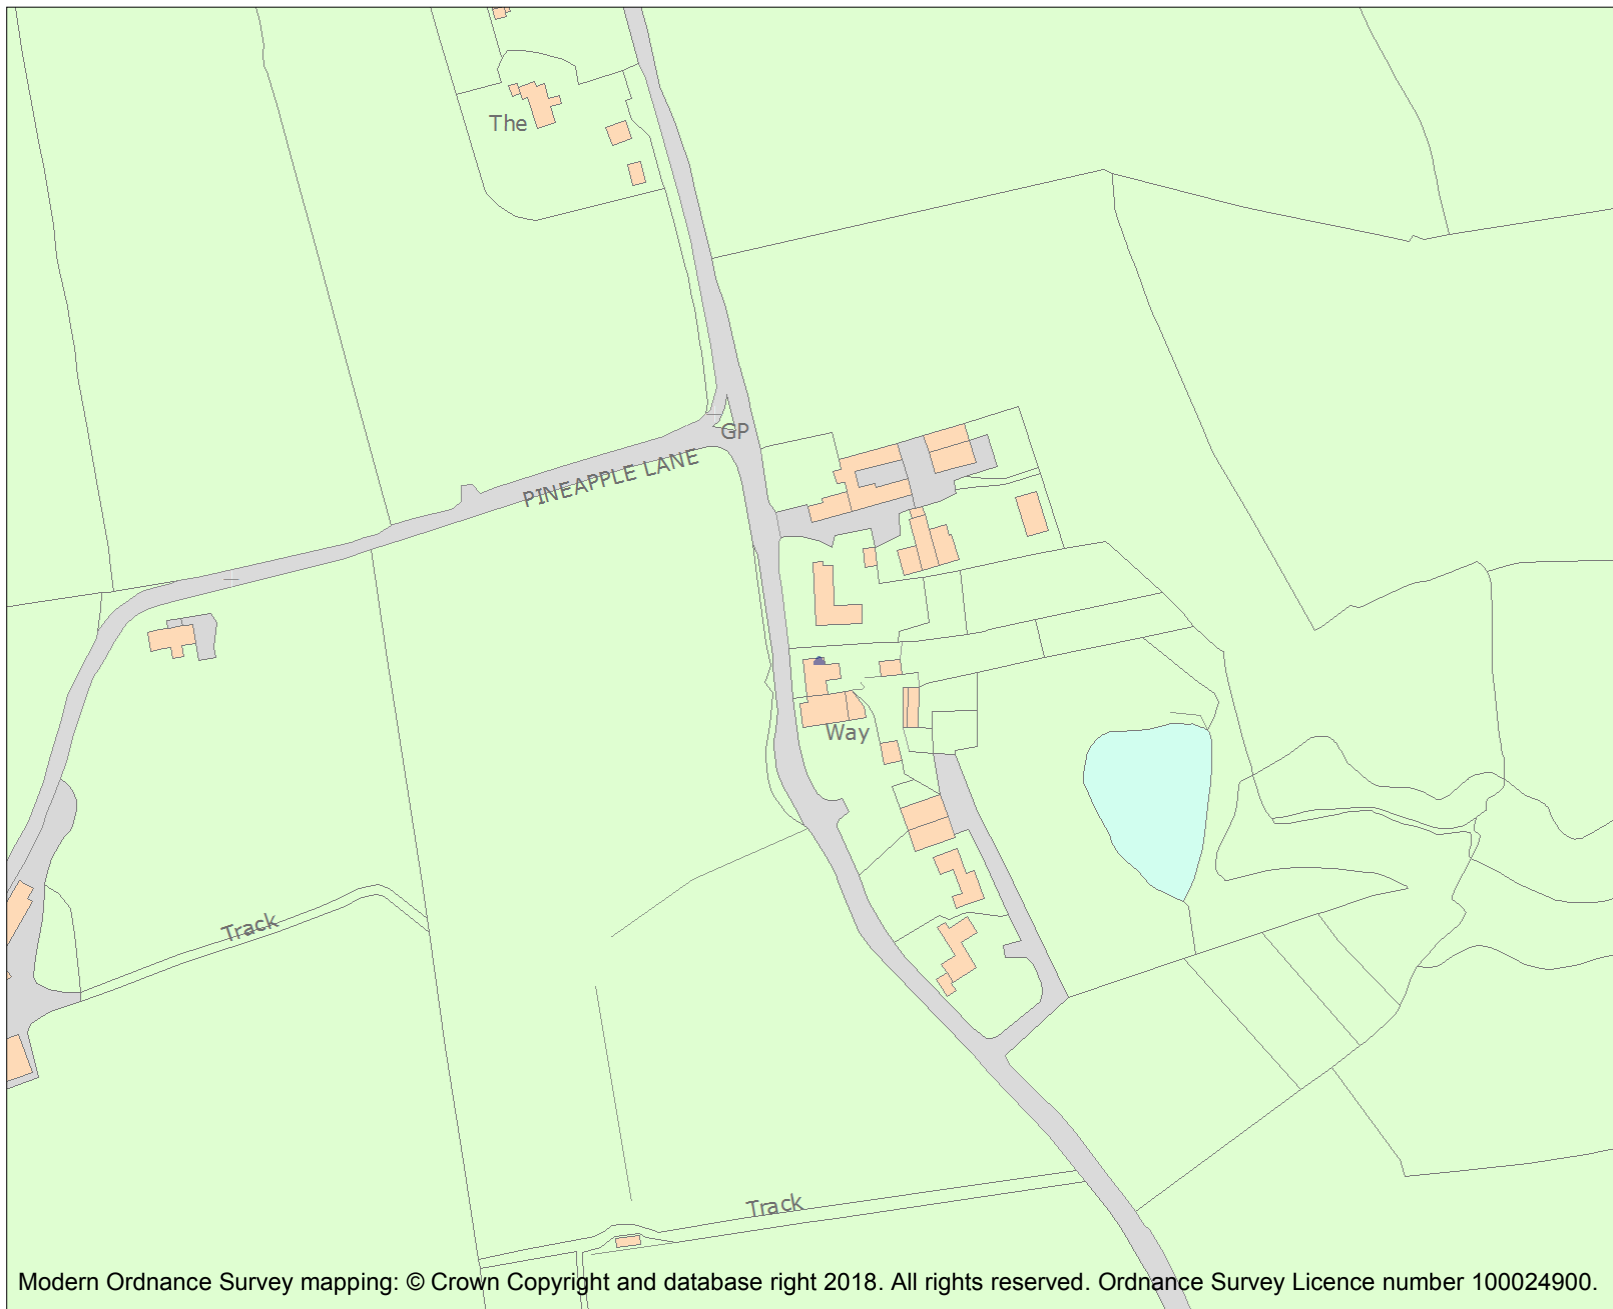 The
GP
PINEAPPLE LANE
Way
Track
Track
Modern Ordnance Survey mapping: © Crown Copyright and database right 2018. All rights reserved. Ordnance Survey Licence number 100024900.